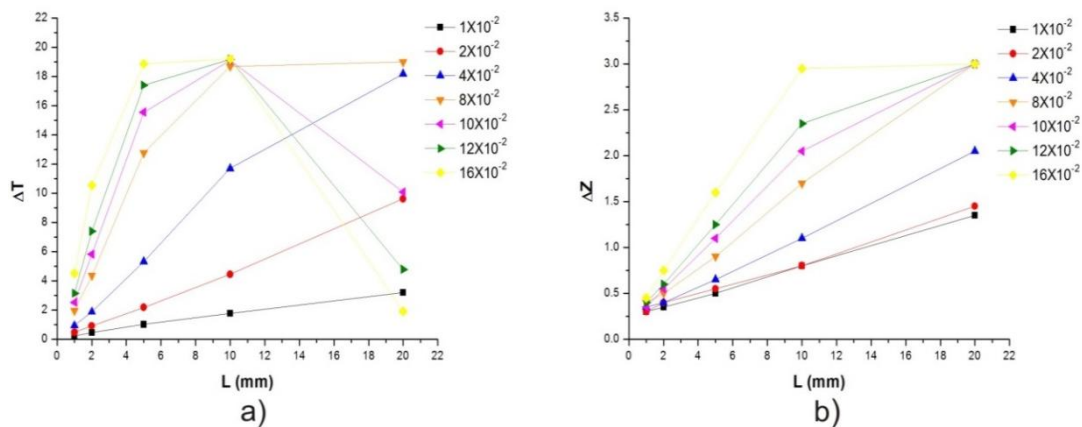 ΔT
22
20
18
16
14
12
10
8
6
4
2
0
0 2 4 6 8 10 12 14 16 18 20 22
L (mm)
1X10⁻²
2X10⁻²
4X10⁻²
8X10⁻²
10X10⁻²
12X10⁻²
16X10⁻²
a)
ΔZ
3.5
3.0
2.5
2.0
1.5
1.0
0.5
0.0
0 2 4 6 8 10 12 14 16 18 20 22
L (mm)
1X10⁻²
2X10⁻²
4X10⁻²
8X10⁻²
10X10⁻²
12X10⁻²
16X10⁻²
b)